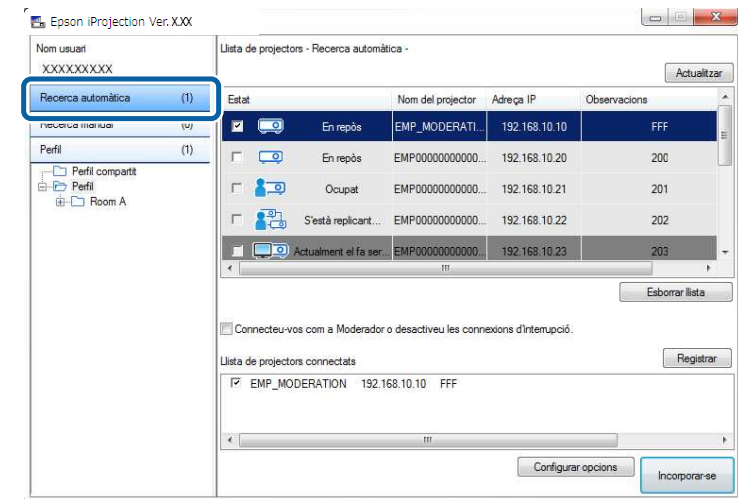 Epson iProjection Ver. X.XX
Nom usuari
XXXXXXXXX
Recerca automàtica (1)
Recerca manual (0)
Perfil (1)
Perfil compartit
Perfil
Room A
Llista de projectors - Recerca automàtica -
Actualitzar
Estat Nom del projector Adreça IP Observacions
En repòs EMP_MODERATI... 192.168.10.10 FFF
En repòs EMP00000000000... 192.168.10.20 200
Ocupat EMP00000000000... 192.168.10.21 201
S'està replicant... EMP00000000000... 192.168.10.22 202
Actualment el fa ser... EMP00000000000... 192.168.10.23 203
Esborrar llista
Connecteu-vos com a Moderador o desactiveu les connexions d'interrupció.
Llista de projectors connectats
Registrar
EMP_MODERATION 192.168.10.10 FFF
Configurar opcions
Incorporar-se